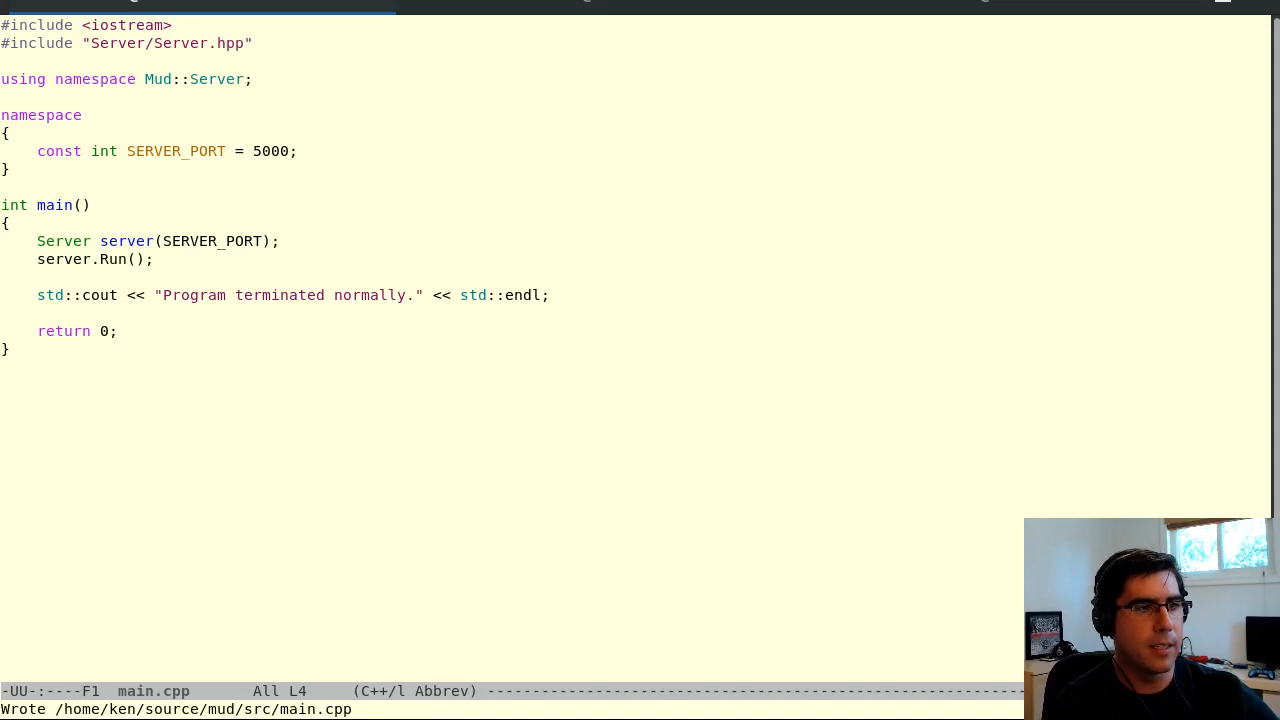 #include <iostream>
#include "Server/Server.hpp"
using namespace Mud::Server;
namespace
{
const int SERVER_PORT = 5000;
}
int main()
{
Server server(SERVER_PORT);
server.Run();
std::cout << "Program terminated normally." << std::endl;
return 0;
}
-UU-:----F1  main.cpp       All L4     (C++/l Abbrev) ------------------------------------------------------------
Wrote /home/ken/source/mud/src/main.cpp